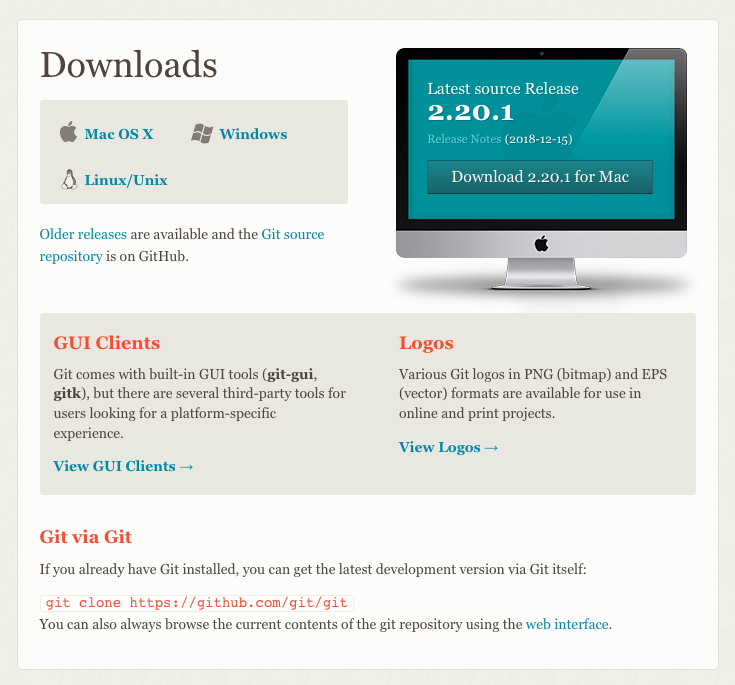 Downloads
Mac OS X
Windows
Linux/Unix
Older releases are available and the Git source
repository is on GitHub.
Latest source Release
2.20.1
Release Notes (2018-12-15)
Download 2.20.1 for Mac
GUI Clients
Git comes with built-in GUI tools (git-gui,
gitk), but there are several third-party tools for
users looking for a platform-specific
experience.
View GUI Clients →
Logos
Various Git logos in PNG (bitmap) and EPS
(vector) formats are available for use in
online and print projects.
View Logos →
Git via Git
If you already have Git installed, you can get the latest development version via Git itself:
git clone https://github.com/git/git
You can also always browse the current contents of the git repository using the web interface.